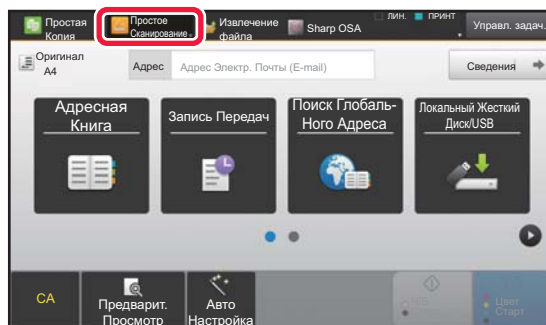 Простая
Копия
Простое
Сканирование
Извлечение
файла
Sharp OSA
ЛИН.
ПРИНТ
Управл. задач.
Оригинал
A4
Адрес
Адрес Электр. Почты (E-mail)
Сведения
Адресная
Книга
Запись Передач
Поиск Глобаль-
Ного Адреса
Локальный Жесткий
Диск/USB
CA
Предварит.
Просмотр
Авто
Настройка
Цвет
Старт